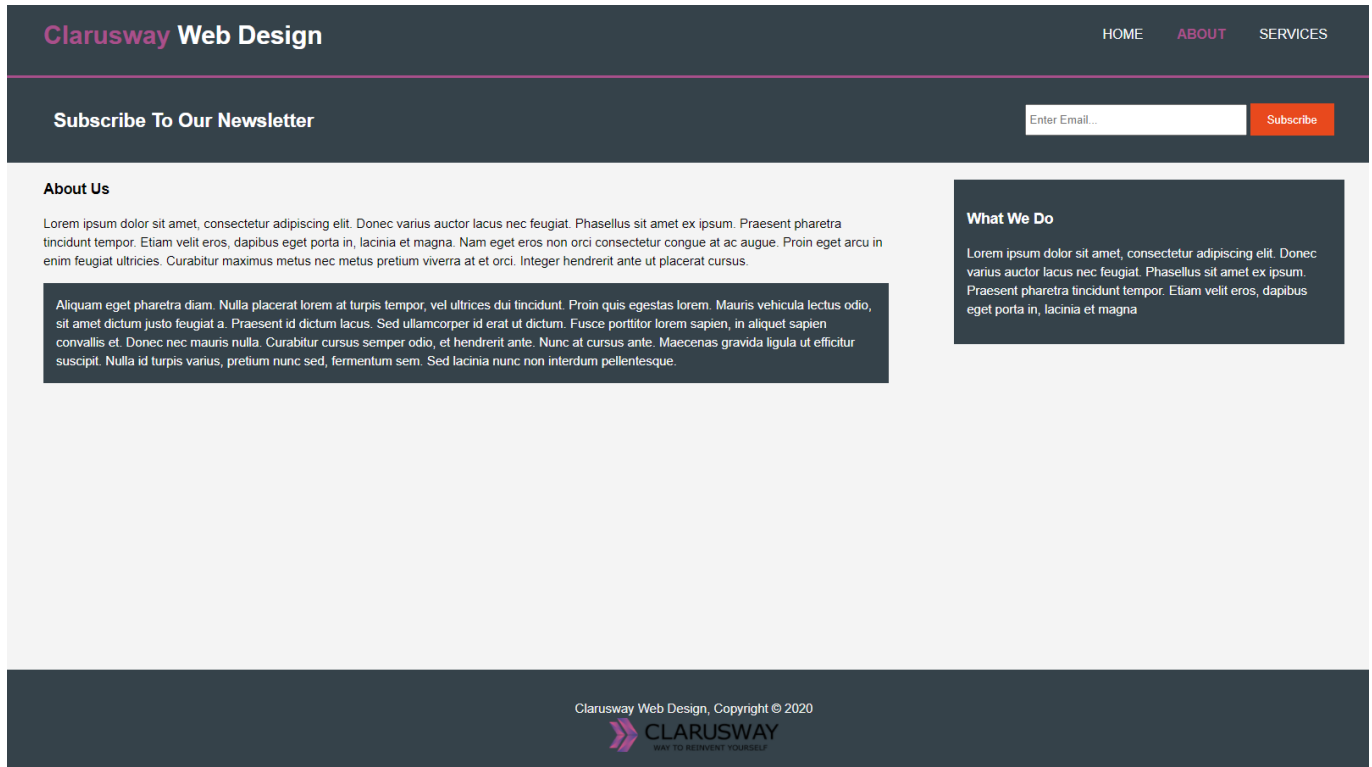 Clarusway Web Design
HOME ABOUT SERVICES
Subscribe To Our Newsletter
Enter Email...
Subscribe
About Us
Lorem ipsum dolor sit amet, consectetur adipiscing elit. Donec varius auctor lacus nec feugiat. Phasellus sit amet ex ipsum. Praesent pharetra
tincidunt tempor. Etiam velit eros, dapibus eget porta in, lacinia et magna. Nam eget eros non orci consectetur congue at ac augue. Proin eget arcu in
enim feugiat ultricies. Curabitur maximus metus nec metus pretium viverra at et orci. Integer hendrerit ante ut placerat cursus.
Aliquam eget pharetra diam. Nulla placerat lorem at turpis tempor, vel ultrices dui tincidunt. Proin quis egestas lorem. Mauris vehicula lectus odio,
sit amet dictum justo feugiat a. Praesent id dictum lacus. Sed ullamcorper id erat ut dictum. Fusce porttitor lorem sapien, in aliquet sapien
convallis et. Donec nec mauris nulla. Curabitur cursus semper odio, et hendrerit ante. Nunc at cursus ante. Maecenas gravida ligula ut efficitur
suscipit. Nulla id turpis varius, pretium nunc sed, fermentum sem. Sed lacinia nunc non interdum pellentesque.
What We Do
Lorem ipsum dolor sit amet, consectetur adipiscing elit. Donec
varius auctor lacus nec feugiat. Phasellus sit amet ex ipsum.
Praesent pharetra tincidunt tempor. Etiam velit eros, dapibus
eget porta in, lacinia et magna
Clarusway Web Design, Copyright © 2020
CLARUSWAY
WAY TO REINVENT YOURSELF